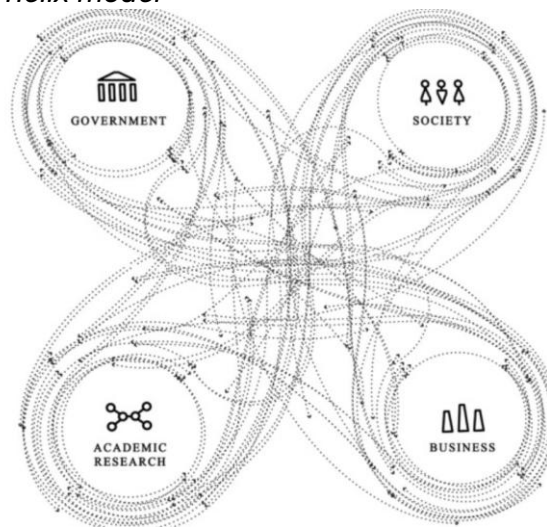 helix model
GOVERNMENT
SOCIETY
ACADEMIC
RESEARCH
BUSINESS